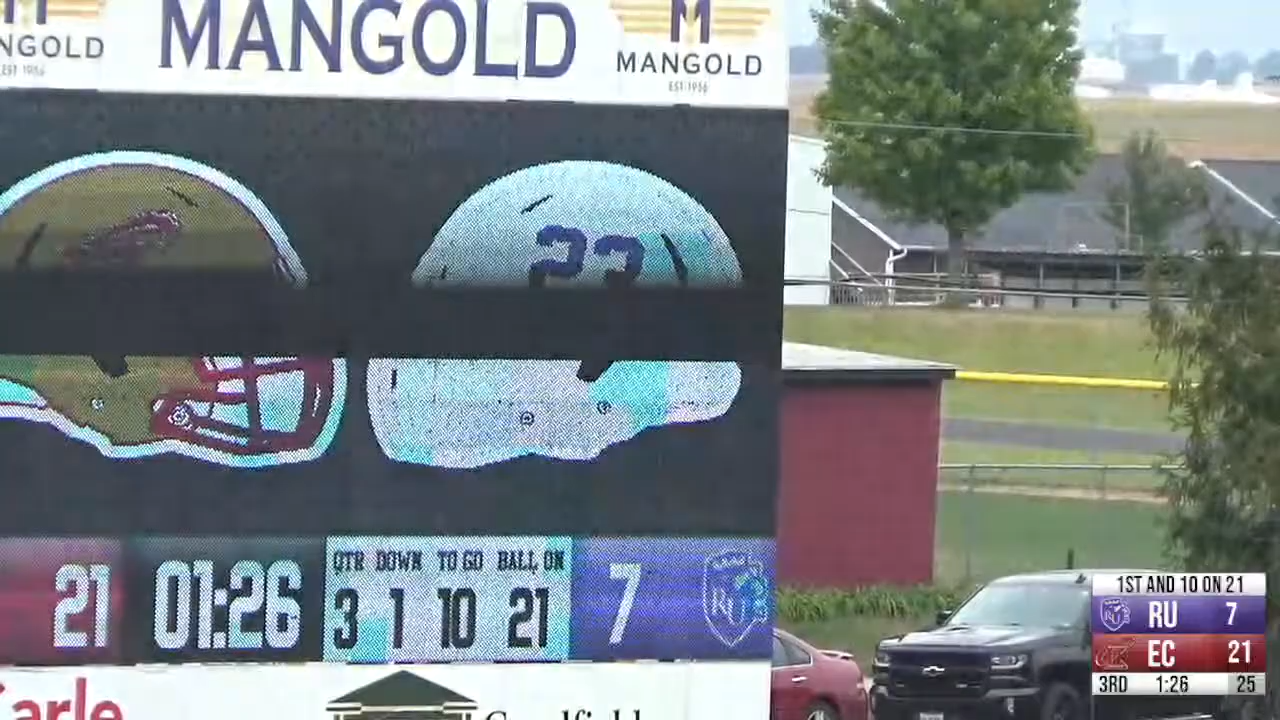 MANGOLD
NGOLD
EST 1956
MANGOLD
EST 1956
23
21
01:26
QTR DOWN TO GO BALL ON
3 1 10 21
7
RU
arle
1ST AND 10 ON 21
RU 7
EC 21
3RD 1:26 25